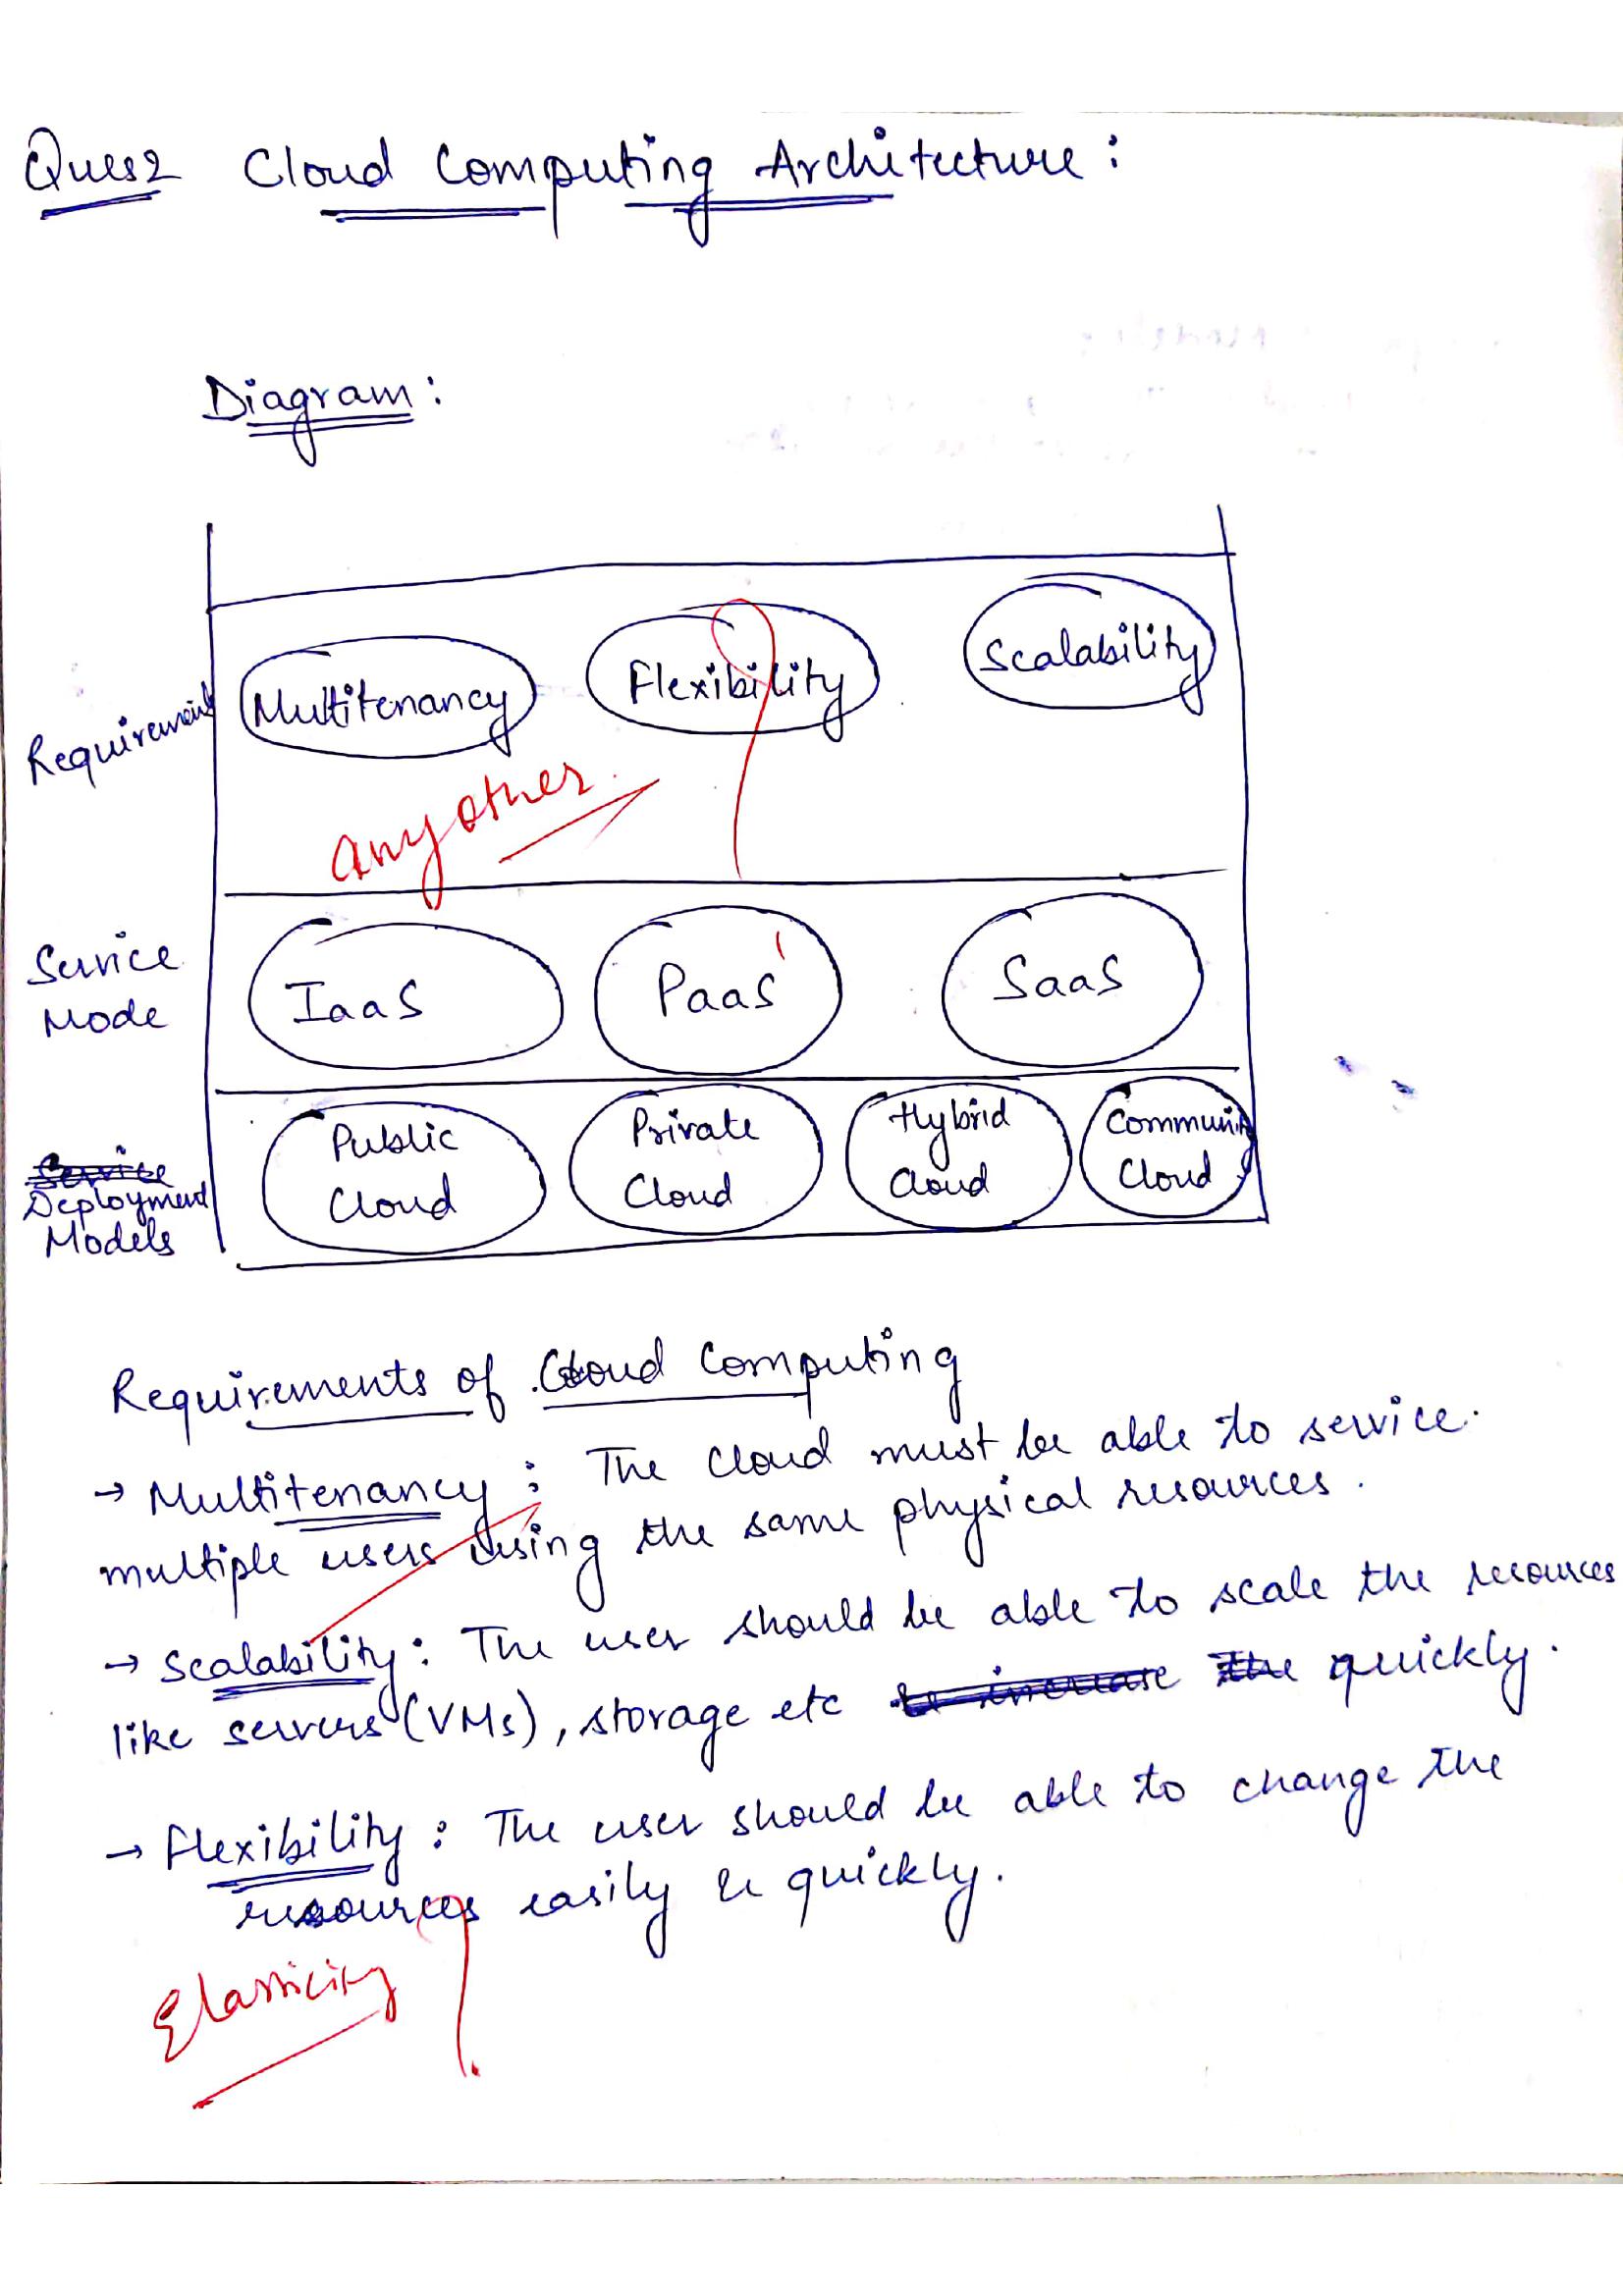 Ques2 Cloud Computing Architecture:
Diagram:
Requirement
Multitenancy
Flexibility
Scalability
Any other
Service
Mode
IaaS
PaaS
SaaS
Service
Deployment
Models
Public
Cloud
Private
Cloud
Hybrid
Cloud
Community
Cloud
Requirements of Cloud Computing
→ Multitenancy: The cloud must be able to service.
multiple users using the same physical resources.
→ Scalability: The user should be able to scale the resources
like servers (VMs), storage etc to increase the quickly.
→ Flexibility: The user should be able to change the
resources easily & quickly.
Elasticity